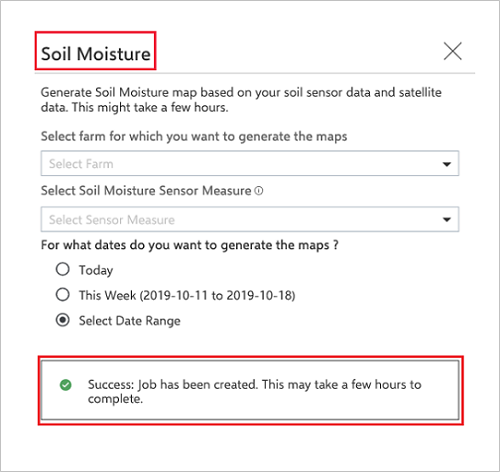 Soil Moisture
Generate Soil Moisture map based on your soil sensor data and satellite
data. This might take a few hours.
Select farm for which you want to generate the maps
Select Farm
Select Soil Moisture Sensor Measure
Select Sensor Measure
For what dates do you want to generate the maps ?
Today
This Week (2019-10-11 to 2019-10-18)
Select Date Range
Success: Job has been created. This may take a few hours to
complete.